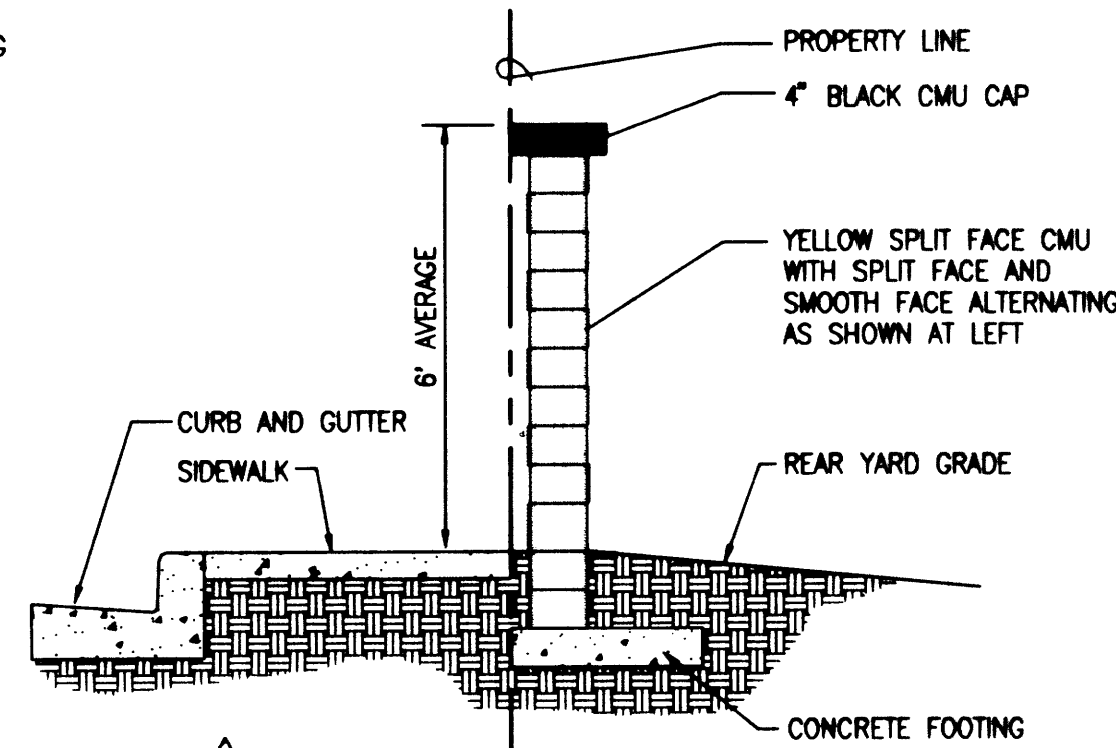 G
PROPERTY LINE
4" BLACK CMU CAP
YELLOW SPLIT FACE CMU
WITH SPLIT FACE AND
SMOOTH FACE ALTERNATING
AS SHOWN AT LEFT
6' AVERAGE
CURB AND GUTTER
SIDEWALK
REAR YARD GRADE
CONCRETE FOOTING